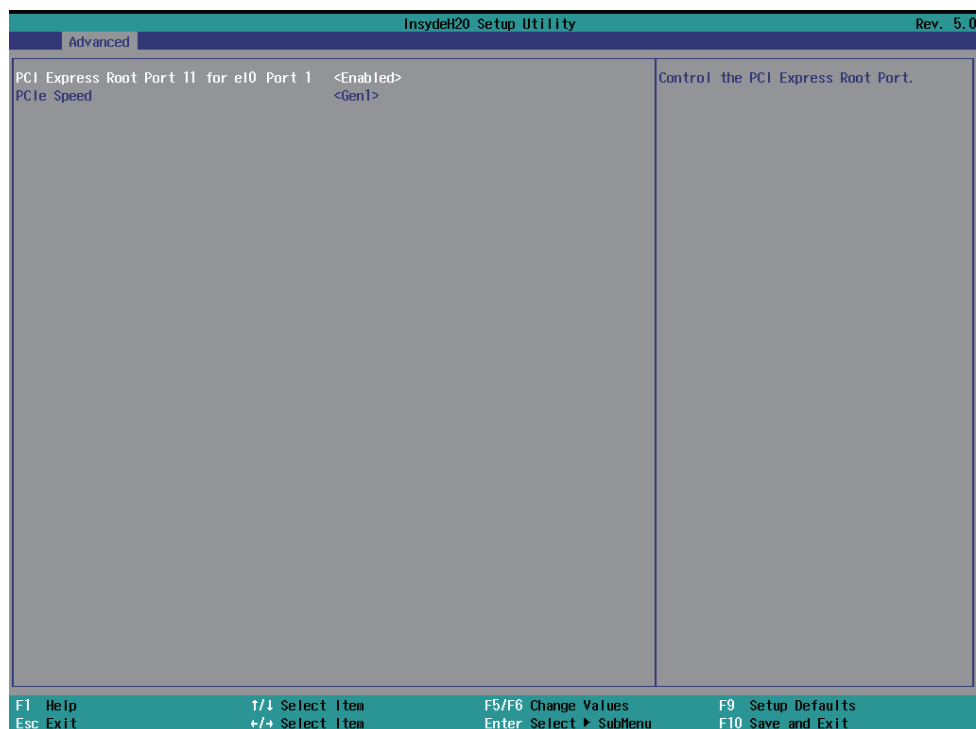 InsydeH20 Setup Utility Rev. 5.0
Advanced
PCI Express Root Port 11 for eI0 Port 1 <Enabled> Control the PCI Express Root Port.
PCIe Speed <Gen1>
F1 Help ↑/↓ Select Item F5/F6 Change Values F9 Setup Defaults
Esc Exit ←/→ Select Item Enter Select ▶ SubMenu F10 Save and Exit